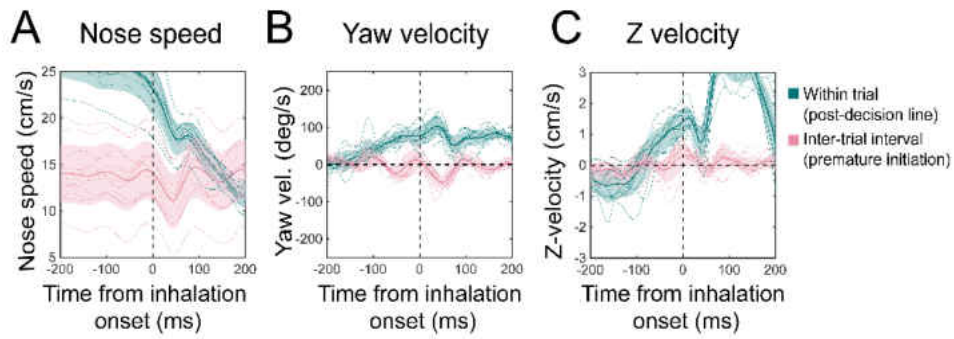 A Nose speed
Nose speed (cm/s)
25
20
15
10
5
-200 -100 0 100 200
Time from inhalation
onset (ms)
B Yaw velocity
Yaw vel. (deg/s)
200
100
0
-100
-200
-200 -100 0 100 200
Time from inhalation
onset (ms)
C Z velocity
Z-velocity (cm/s)
3
2
1
0
-1
-2
-3
-200 -100 0 100 200
Time from inhalation
onset (ms)
Within trial
(post-decision line)
Inter-trial interval
(premature initiation)